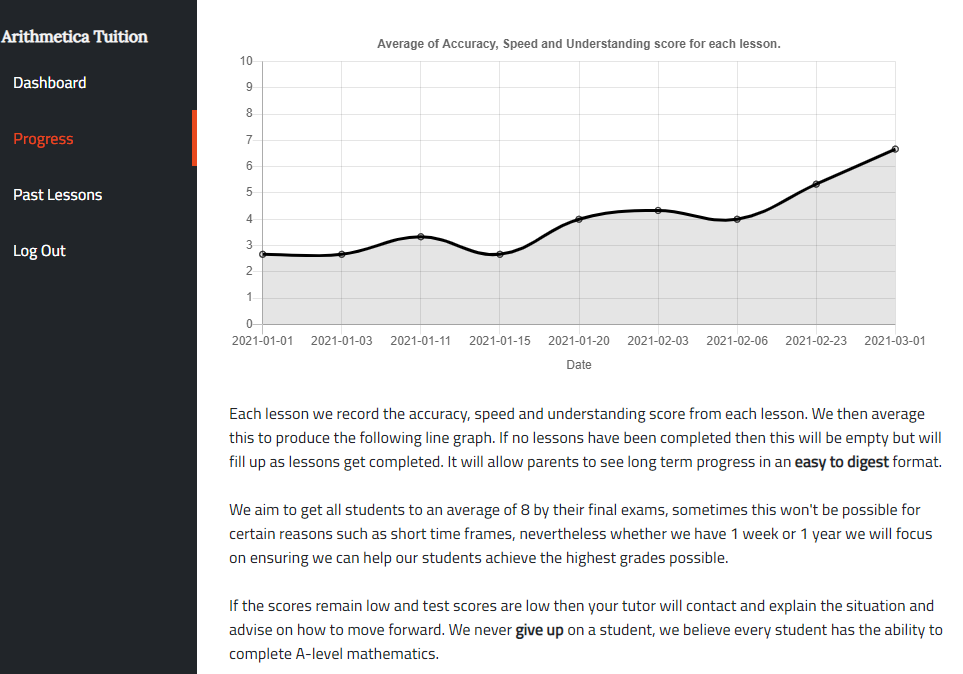 Arithmetica Tuition
Dashboard
Progress
Past Lessons
Log Out
Average of Accuracy, Speed and Understanding score for each lesson.
10
9
8
7
6
5
4
3
2
1
0
2021-01-01 2021-01-03 2021-01-11 2021-01-15 2021-01-20 2021-02-03 2021-02-06 2021-02-23 2021-03-01
Date
Each lesson we record the accuracy, speed and understanding score from each lesson. We then average
this to produce the following line graph. If no lessons have been completed then this will be empty but will
fill up as lessons get completed. It will allow parents to see long term progress in an easy to digest format.
We aim to get all students to an average of 8 by their final exams, sometimes this won't be possible for
certain reasons such as short time frames, nevertheless whether we have 1 week or 1 year we will focus
on ensuring we can help our students achieve the highest grades possible.
If the scores remain low and test scores are low then your tutor will contact and explain the situation and
advise on how to move forward. We never give up on a student, we believe every student has the ability to
complete A-level mathematics.